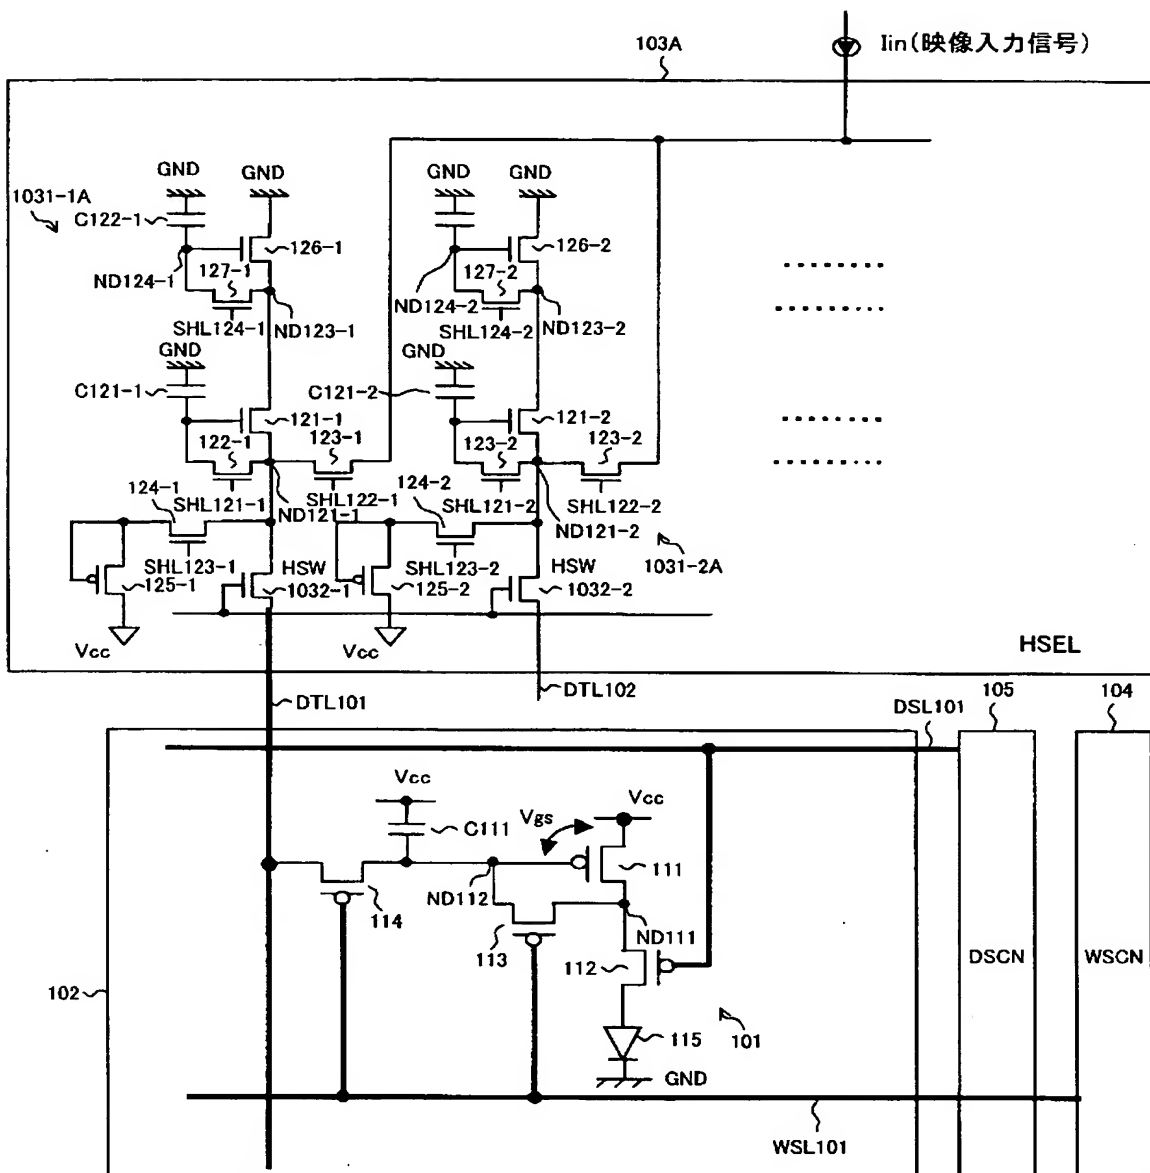 103A
Iin(映像入力信号)
GND
GND
GND
GND
1031-1A
C122-1
126-1
126-2
ND124-1
127-1
ND124-2
127-2
SHL124-1
ND123-1
SHL124-2
ND123-2
GND
GND
C121-1
C121-2
121-1
121-2
122-1
123-1
123-2
123-2
124-1
SHL121-1
SHL122-1
124-2
SHL121-2
SHL122-2
ND121-1
ND121-2
SHL123-1
HSW
SHL123-2
HSW
1031-2A
125-1
1032-1
125-2
1032-2
Vcc
Vcc
HSEL
DTL101
DTL102
DSL101
105
104
Vcc
Vgs
Vcc
C111
111
ND112
114
113
ND111
112
DSCN
WSCN
102
115
101
GND
WSL101